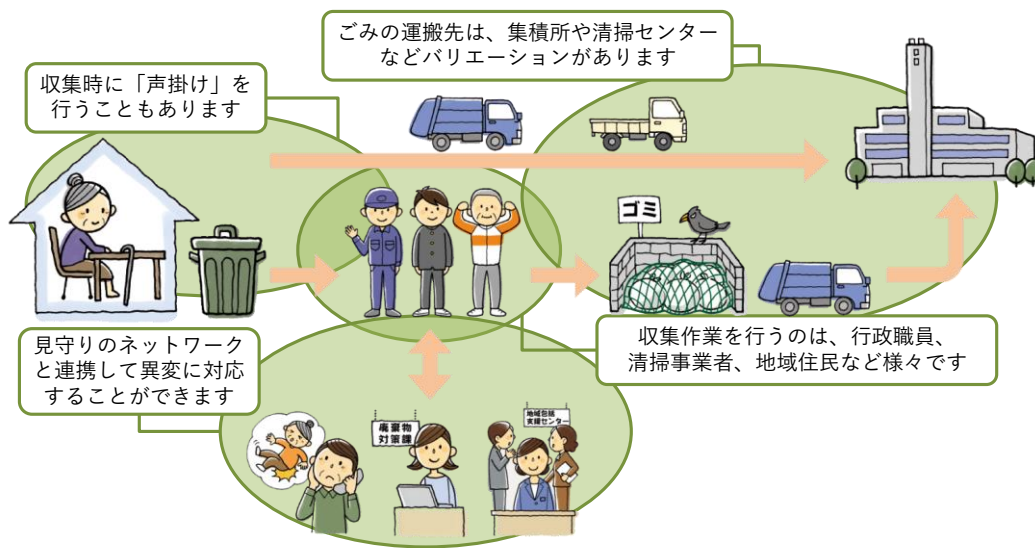 ごみの運搬先は、集積所や清掃センター
などバリエーションがあります
収集時に「声掛け」を
行うこともあります
ゴミ
収集作業を行うのは、行政職員、
清掃事業者、地域住民など様々です
見守りのネットワーク
と連携して異変に対応
することができます
廃棄物
対策課
地域包括
支援センター